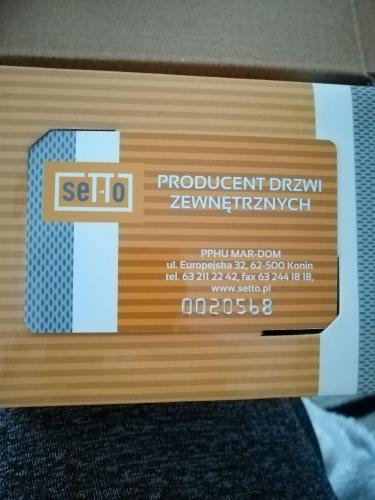 setto
PRODUCENT DRZWI
ZEWNĘTRZNYCH
PPHU MAR-DOM
ul. Europejska 32, 62-500 Konin
tel. 63 211 22 42, fax 63 244 18 18,
www.setto.pl
0020568